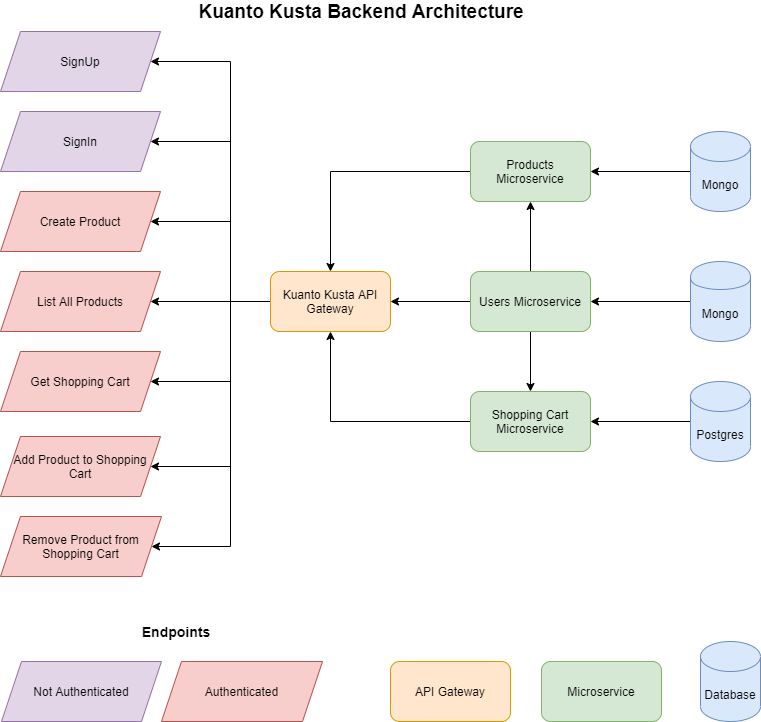 Kuanto Kusta Backend Architecture
SignUp
SignIn
Create Product
List All Products
Get Shopping Cart
Add Product to Shopping
Cart
Remove Product from
Shopping Cart
Kuanto Kusta API
Gateway
Products
Microservice
Users Microservice
Shopping Cart
Microservice
Mongo
Mongo
Postgres
Endpoints
Not Authenticated
Authenticated
API Gateway
Microservice
Database